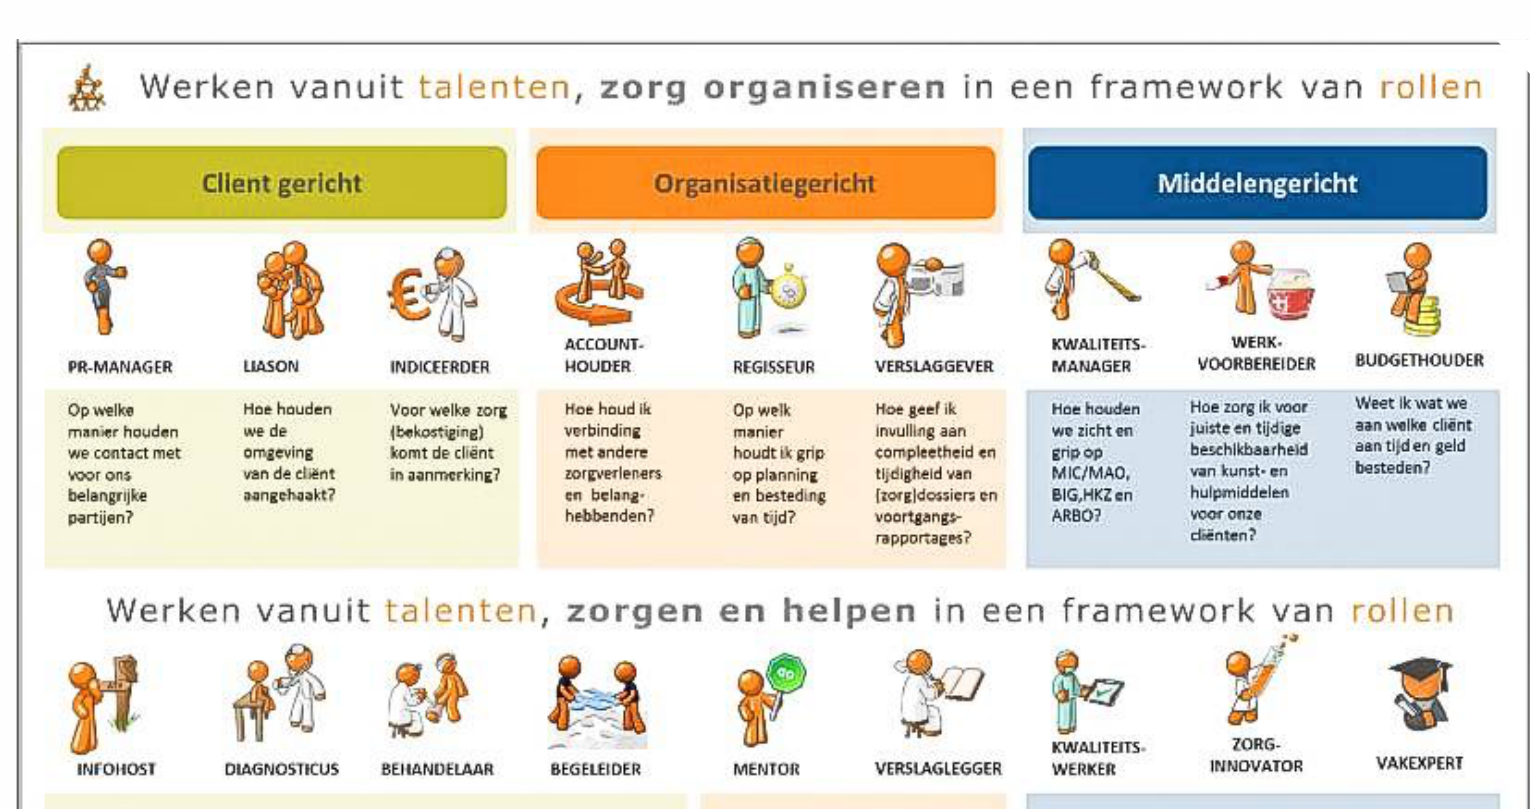 Werken vanuit talenten, zorg organiseren in een framework van rollen
Client gericht
Organisatiegericht
Middelengericht
PR-MANAGER
Op welke
manier houden
we contact met
voor ons
belangrijke
partijen?
LIASON
Hoe houden
we de
omgeving
van de cliënt
aangehaakt?
INDICEERDER
Voor welke zorg
(bekostiging)
komt de cliënt
in aanmerking?
ACCOUNT-
HOUDER
Hoe houd ik
verbinding
met andere
zorgverleners
en belang-
hebbenden?
REGISSEUR
Op welk
manier
houdt ik grip
op planning
en besteding
van tijd?
VERSLAGGEVER
Hoe geef ik
invulling aan
compleetheid en
tijdigheid van
(zorg)dossiers en
voortgangs-
rapportages?
KWALITEITS-
MANAGER
Hoe houden
we zicht en
grip op
MIC/MAO,
BIG,HKZ en
ARBO?
WERK-
VOORBEREIDER
Hoe zorg ik voor
juiste en tijdige
beschikbaarheid
van kunst- en
hulpmiddelen
voor onze
cliënten?
BUDGETHOUDER
Weet ik wat we
aan welke cliënt
aan tijd en geld
besteden?
Werken vanuit talenten, zorgen en helpen in een framework van rollen
INFOHOST
DIAGNOSTICUS
BEHANDELAAR
BEGELEIDER
MENTOR
VERSLAGLEGGER
KWALITEITS-
WERKER
ZORG-
INNOVATOR
VAKEXPERT